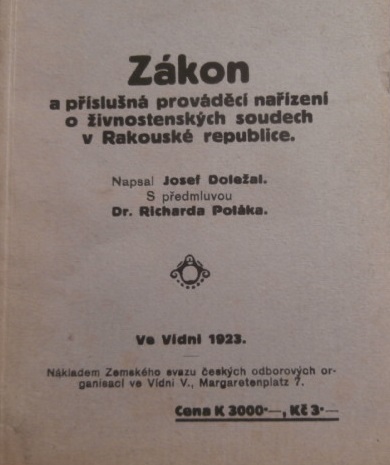 Zákon
a příslušná prováděcí nařízení
o živnostenských soudech
v Rakouské republice.
Napsal Josef Doležal.
S předmluvou
Dr. Richarda Poláka.
Ve Vídni 1923.
Nákladem Zemského svazu českých odborových or-
ganisací ve Vídni V., Margaretenplatz 7.
Cena K 3000·—, Kč 3·—